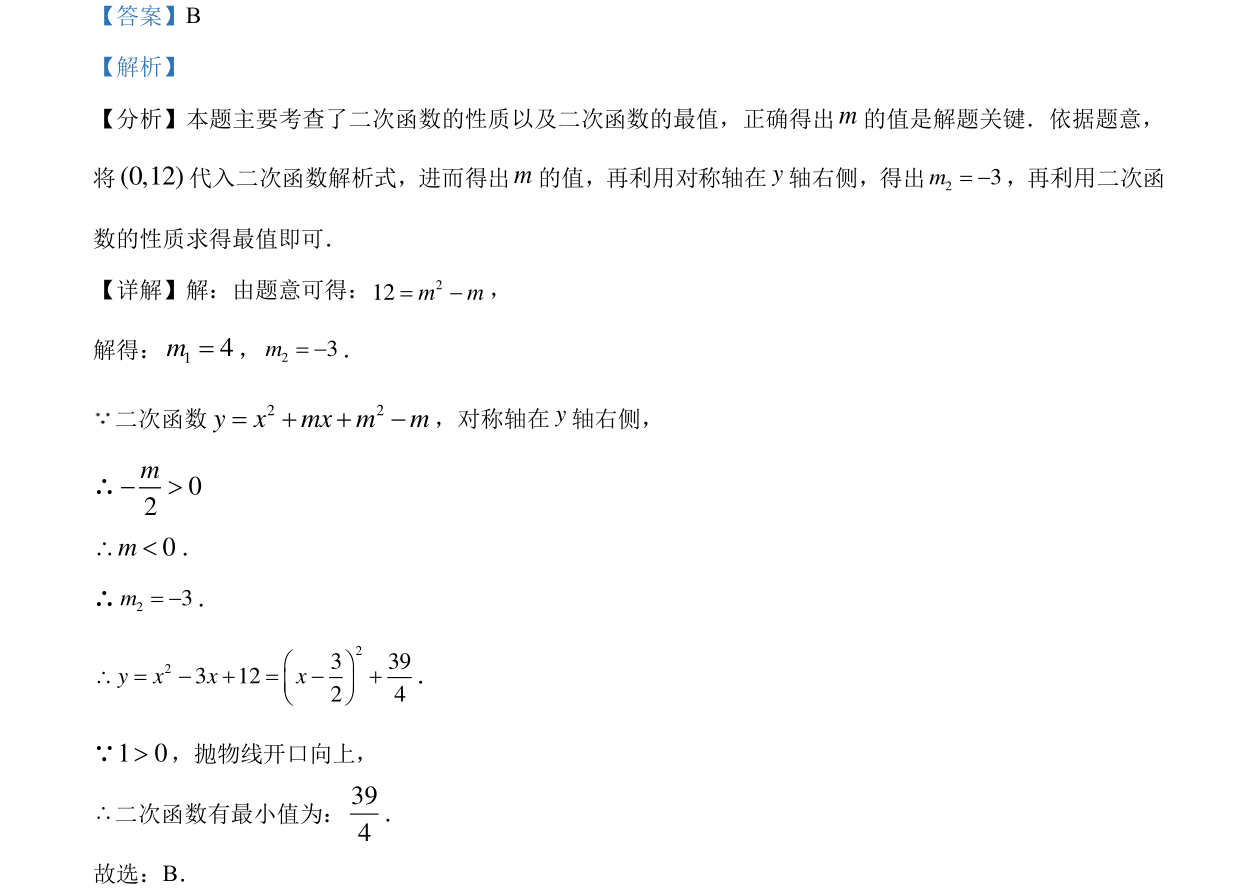 【答案】B
【解析】
【分析】本题主要考查了二次函数的性质以及二次函数的最值，正确得出 m 的值是解题关键．依据题意，
将 (0,12) 代入二次函数解析式，进而得出 m 的值，再利用对称轴在 y 轴右侧，得出 m₂ = −3，再利用二次函
数的性质求得最值即可．
【详解】解：由题意可得：12 = m² − m，
解得：m₁ = 4，m₂ = −3．
∵二次函数 y = x² + mx + m² − m，对称轴在 y 轴右侧，
∴ −m/2 > 0
∴ m < 0．
∴ m₂ = −3．
∴ y = x² − 3x + 12 = (x − 3/2)² + 39/4．
∵ 1 > 0，抛物线开口向上，
∴二次函数有最小值为：39/4．
故选：B．